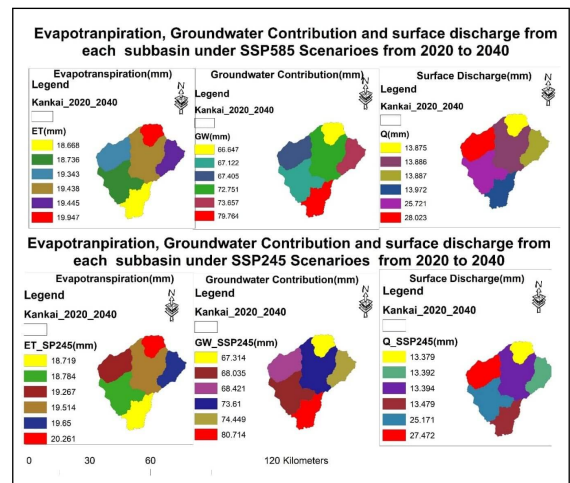 Evapotranpiration, Groundwater Contribution and surface discharge from
each subbasin under SSP585 Scenarioes from 2020 to 2040
Evapotranspiration(mm)
Legend
N
Kankai_2020_2040
ET(mm)
18.668
18.736
19.343
19.438
19.445
19.947
Groundwater Contribution(mm)
Legend
N
Kankai_2020_2040
GW(mm)
66.647
67.122
67.405
72.751
73.657
79.764
Surface Discharge(mm)
Legend
N
Kankai_2020_2040
Q(mm)
13.875
13.886
13.887
13.972
25.721
28.023
Evapotranpiration, Groundwater Contribution and surface discharge from
each subbasin under SSP245 Scenarioes from 2020 to 2040
Evapotranspiration(mm)
Legend
N
Kankai_2020_2040
ET_SP245(mm)
18.719
18.784
19.267
19.514
19.65
20.261
Groundwater Contribution(mm)
Legend
N
Kankai_2020_2040
GW_SSP245(mm)
67.314
68.035
68.421
73.61
74.449
80.714
Surface Discharge(mm)
Legend
N
Kankai_2020_2040
Q_SSP245(mm)
13.379
13.392
13.394
13.479
25.171
27.472
0 30 60 120 Kilometers